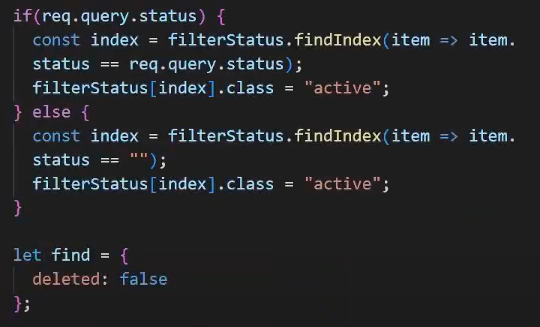 if(req.query.status) {
const index = filterStatus.findIndex(item => item.
status == req.query.status);
filterStatus[index].class = "active";
} else {
const index = filterStatus.findIndex(item => item.
status == "");
filterStatus[index].class = "active";
}
let find = {
deleted: false
};